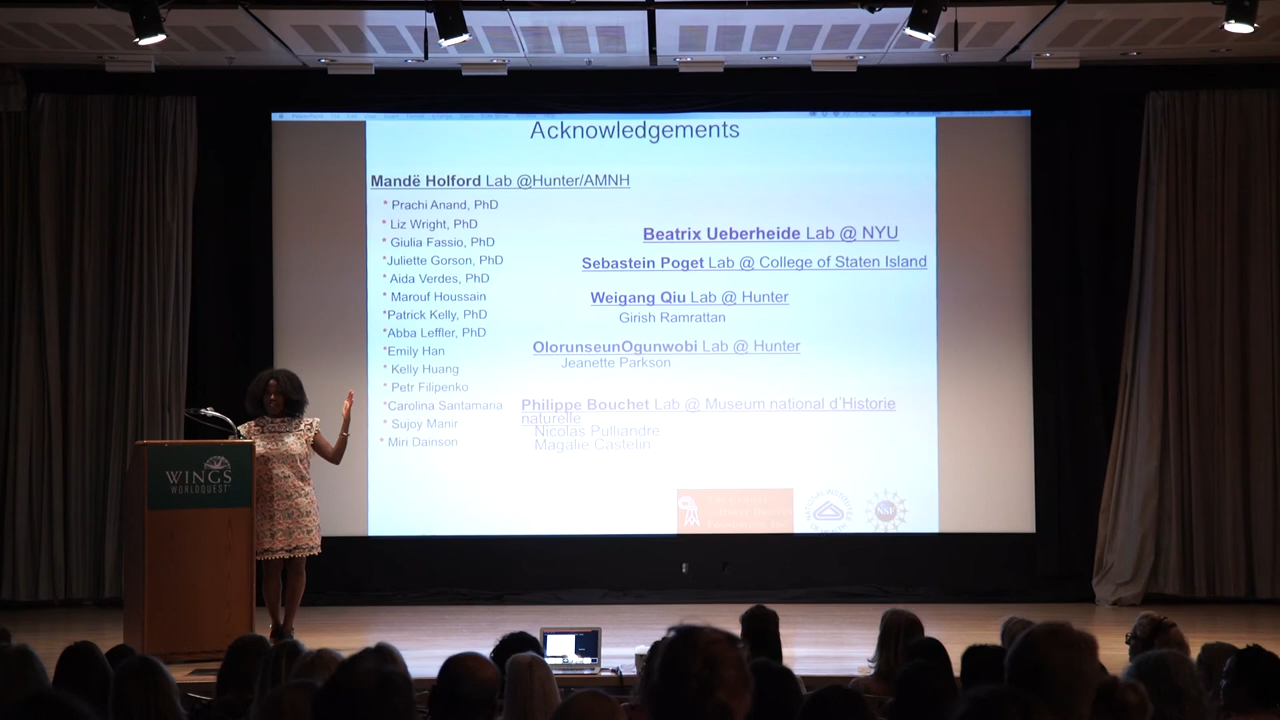 Acknowledgements
Mandë Holford Lab @Hunter/AMNH
* Prachi Anand, PhD
* Liz Wright, PhD
* Giulia Fassio, PhD
*Juliette Gorson, PhD
* Aida Verdes, PhD
* Marouf Houssain
*Patrick Kelly, PhD
*Abba Leffler, PhD
*Emily Han
* Kelly Huang
* Petr Filipenko
*Carolina Santamaria
* Sujoy Manir
* Miri Dainson
Beatrix Ueberheide Lab @ NYU
Sebastein Poget Lab @ College of Staten Island
Weigang Qiu Lab @ Hunter
Girish Ramrattan
OlorunseunOgunwobi Lab @ Hunter
Jeanette Parkson
Philippe Bouchet Lab @ Museum national d'Historie
naturelle
Nicolas Pulliandre
Magalie Castelin
NSF
WINGS
WORLDQUEST